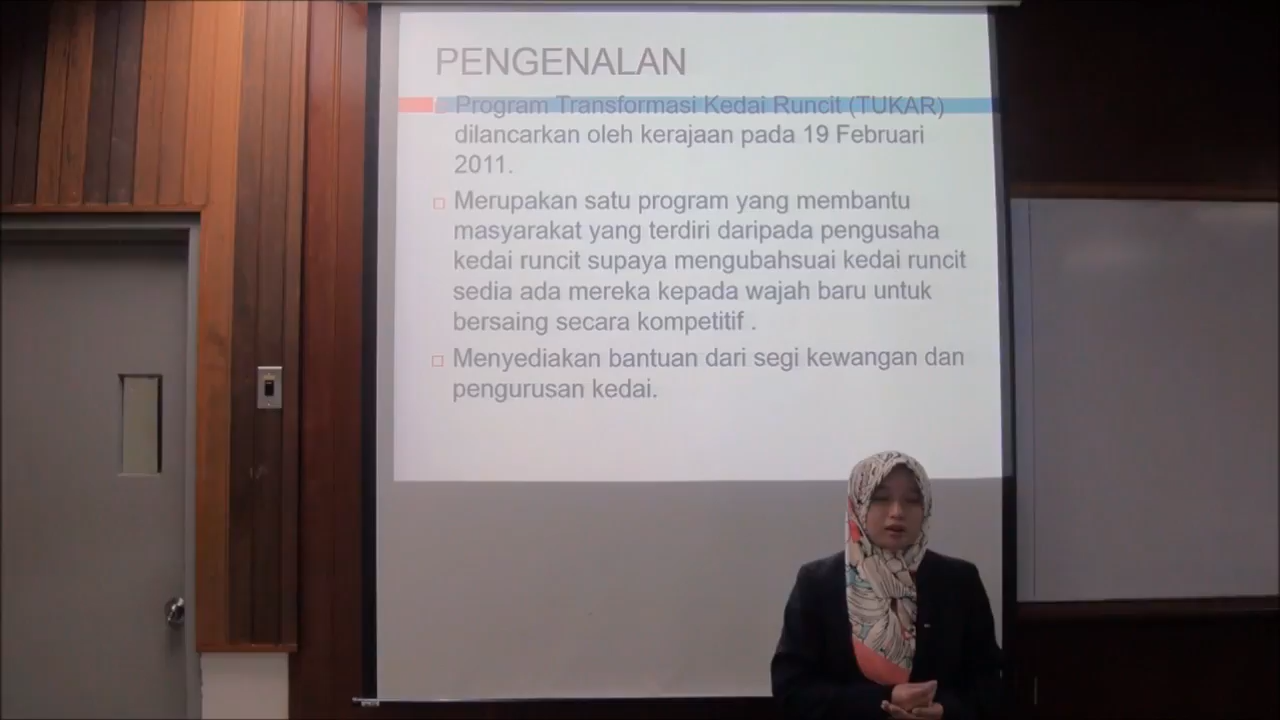 PENGENALAN
Program Transformasi Kedai Runcit (TUKAR)
dilancarkan oleh kerajaan pada 19 Februari
2011.
Merupakan satu program yang membantu
masyarakat yang terdiri daripada pengusaha
kedai runcit supaya mengubahsuai kedai runcit
sedia ada mereka kepada wajah baru untuk
bersaing secara kompetitif .
Menyediakan bantuan dari segi kewangan dan
pengurusan kedai.